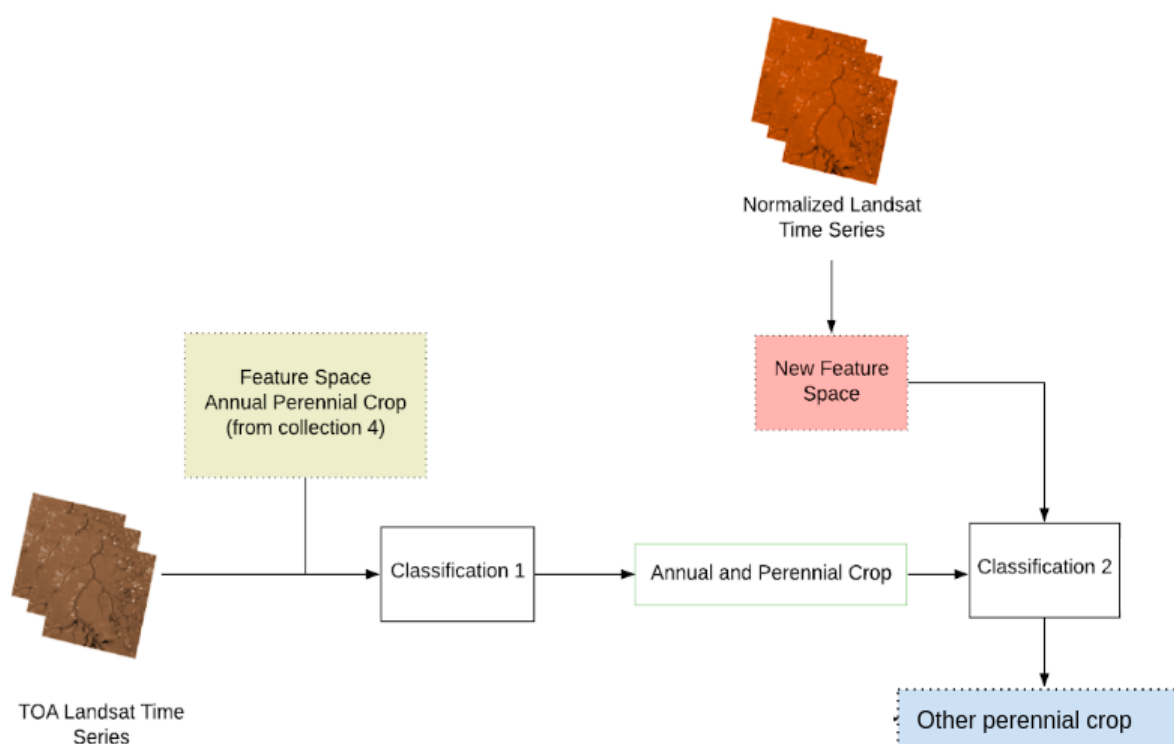 Normalized Landsat
Time Series
Feature Space
Annual Perennial Crop
(from collection 4)
New Feature
Space
Classification 1
Annual and Perennial Crop
Classification 2
TOA Landsat Time
Series
Other perennial crop